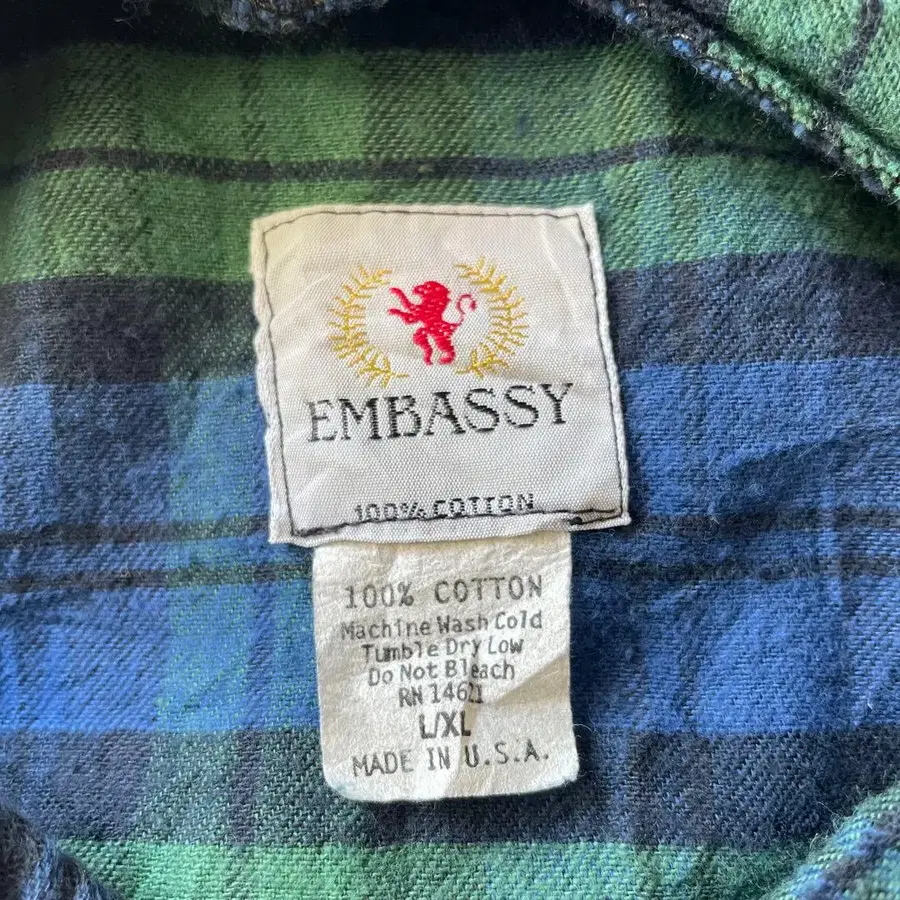 EMBASSY
100% COTTON
100% COTTON
Machine Wash Cold
Tumble Dry Low
Do Not Bleach
RN 14621
L/XL
MADE IN U.S.A.